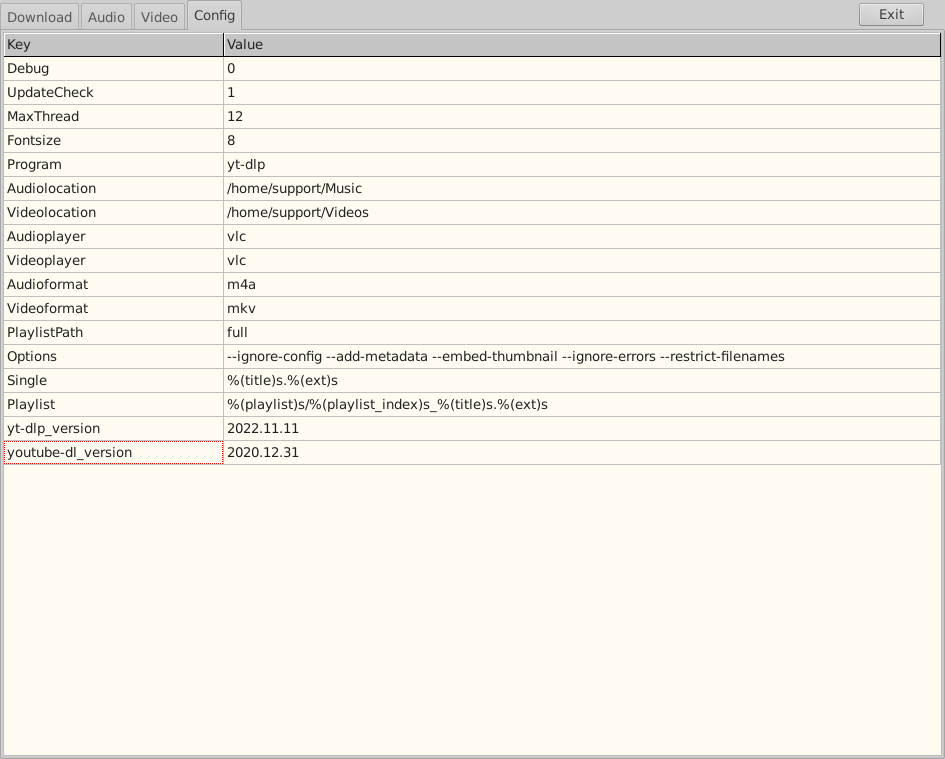 Download Audio Video Config Exit
Key Value
Debug 0
UpdateCheck 1
MaxThread 12
Fontsize 8
Program yt-dlp
Audiolocation /home/support/Music
Videolocation /home/support/Videos
Audioplayer vlc
Videoplayer vlc
Audioformat m4a
Videoformat mkv
PlaylistPath full
Options --ignore-config --add-metadata --embed-thumbnail --ignore-errors --restrict-filenames
Single %(title)s.%(ext)s
Playlist %(playlist)s/%(playlist_index)s_%(title)s.%(ext)s
yt-dlp_version 2022.11.11
youtube-dl_version 2020.12.31